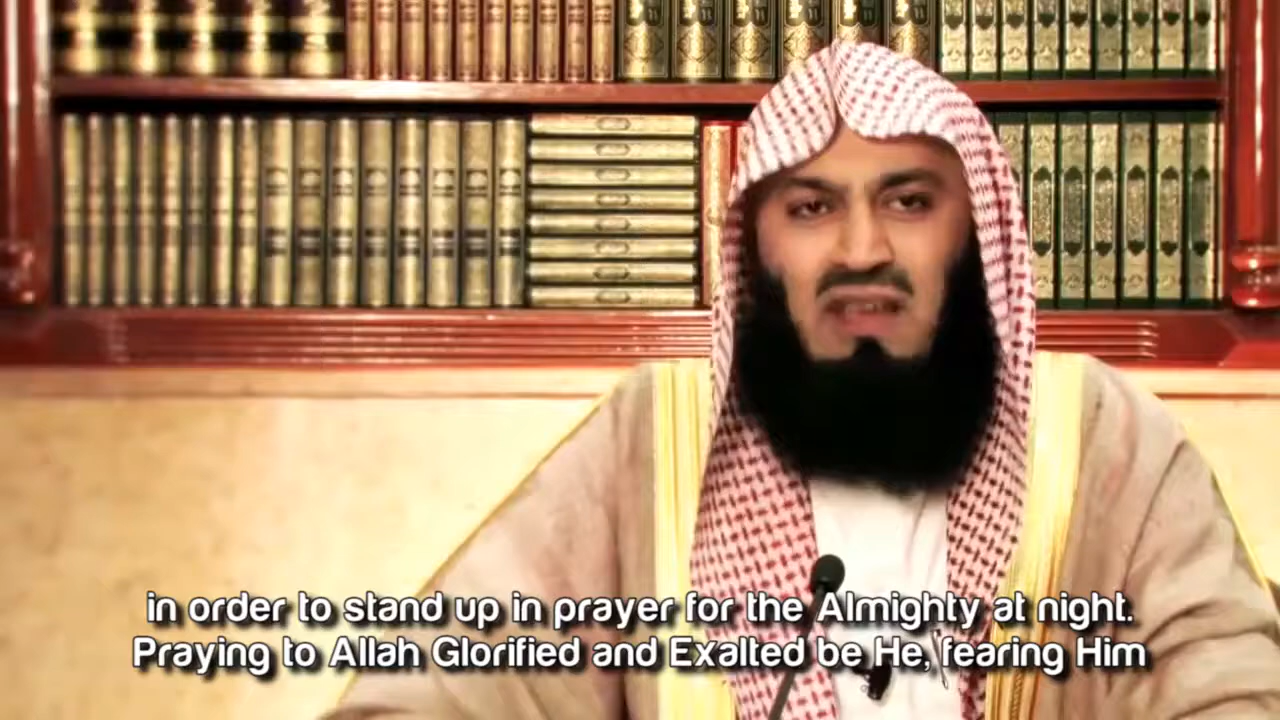 in order to stand up in prayer for the Almighty at night.
Praying to Allah Glorified and Exalted be He, fearing Him